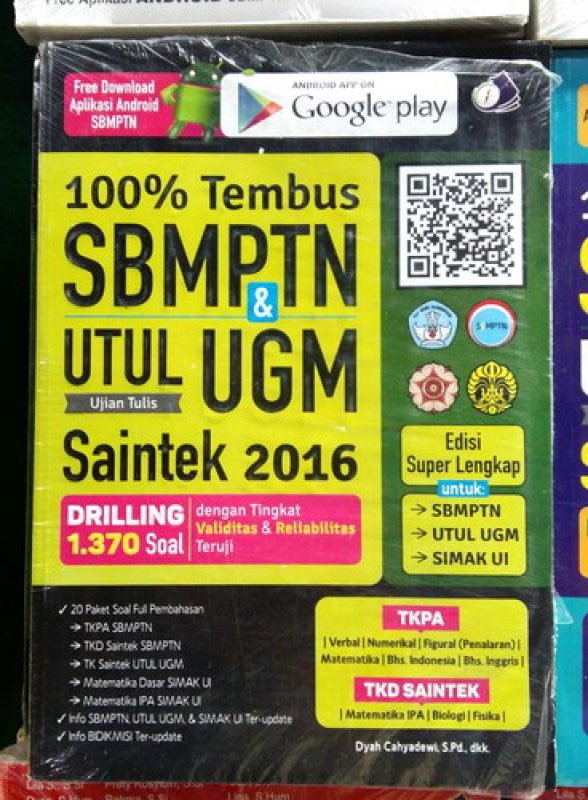 Free Aplikasi ANDROID
Free Download
Aplikasi Android
SBMPTN
ANDROID APP ON
Google play
100% Tembus
SBMPTN
&
UTUL UGM
Ujian Tulis
Saintek 2016
DRILLING
1.370 Soal
dengan Tingkat
Validitas & Reliabilitas
Teruji
SBMPTN
Edisi
Super Lengkap
untuk:
→ SBMPTN
→ UTUL UGM
→ SIMAK UI
✓ 20 Paket Soal Full Pembahasan
→ TKPA SBMPTN
→ TKD Saintek SBMPTN
→ TK Saintek UTUL UGM
→ Matematika Dasar SIMAK UI
→ Matematika IPA SIMAK UI
✓ Info SBMPTN, UTUL UGM, & SIMAK UI Ter-update
✓ Info BIDIKMISI Ter-update
TKPA
| Verbal | Numerikal | Figural (Penalaran) |
Matematika | Bhs. Indonesia | Bhs. Inggris |
TKD SAINTEK
| Matematika IPA | Biologi | Fisika |
Dyah Cahyadewi, S.Pd., dkk.